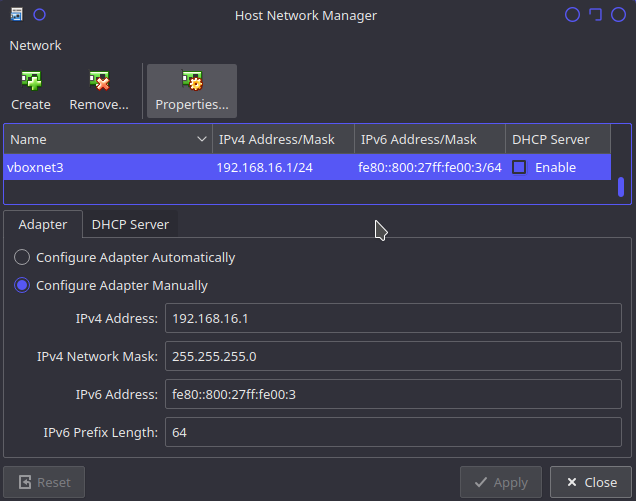 Host Network Manager
Network
Create Remove... Properties...
Name IPv4 Address/Mask IPv6 Address/Mask DHCP Server
vboxnet3 192.168.16.1/24 fe80::800:27ff:fe00:3/64 Enable
Adapter DHCP Server
Configure Adapter Automatically
Configure Adapter Manually
IPv4 Address: 192.168.16.1
IPv4 Network Mask: 255.255.255.0
IPv6 Address: fe80::800:27ff:fe00:3
IPv6 Prefix Length: 64
Reset Apply Close